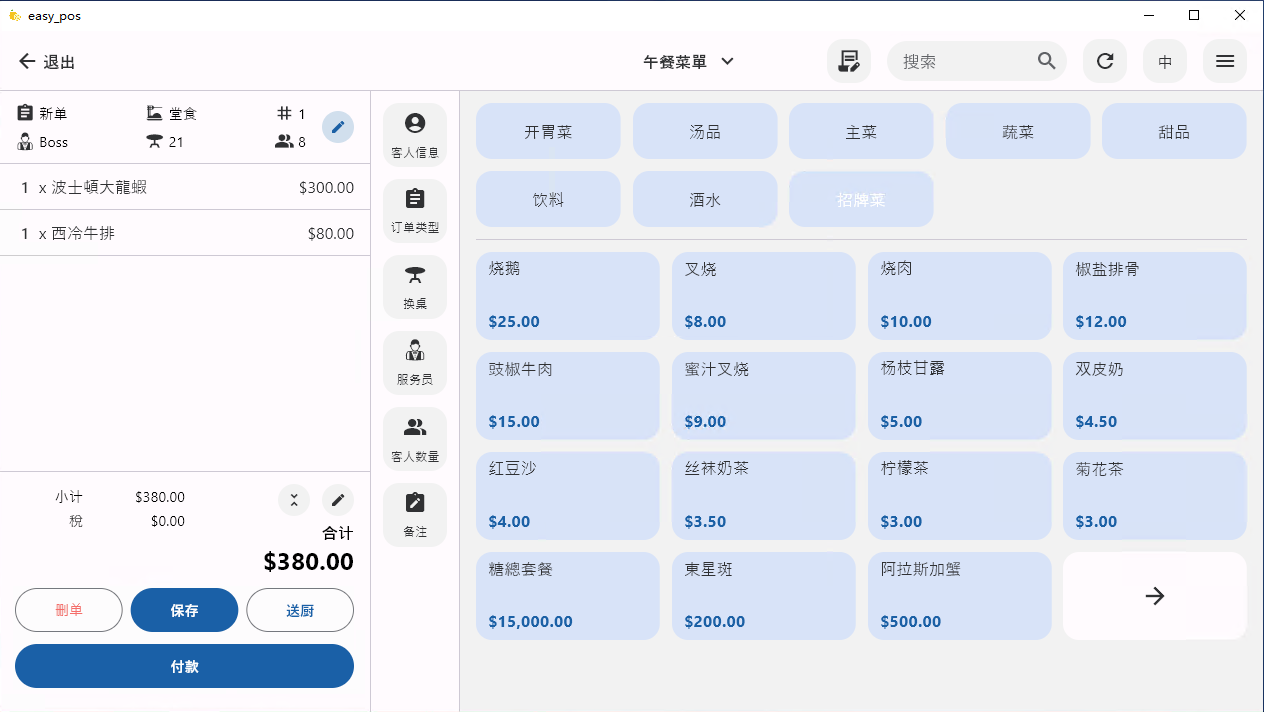 easy_pos
退出
午餐菜單
搜索
中
新单
堂食
1
Boss
21
8
1 x 波士頓大龍蝦 $300.00
1 x 西冷牛排 $80.00
小计 $380.00
稅 $0.00
合计
$380.00
删单
保存
送厨
付款
客人信息
订单类型
换桌
服务员
客人数量
备注
开胃菜
汤品
主菜
蔬菜
甜品
饮料
酒水
招牌菜
烧鹅
$25.00
叉烧
$8.00
烧肉
$10.00
椒盐排骨
$12.00
豉椒牛肉
$15.00
蜜汁叉烧
$9.00
杨枝甘露
$5.00
双皮奶
$4.50
红豆沙
$4.00
丝袜奶茶
$3.50
柠檬茶
$3.00
菊花茶
$3.00
糖總套餐
$15,000.00
東星斑
$200.00
阿拉斯加蟹
$500.00